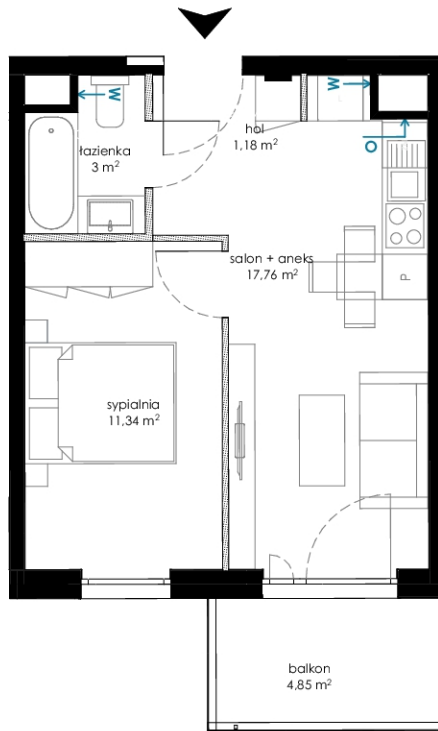 W
W
hol
1,18 m²
łazienka
3 m²
O
salon + aneks
17,76 m²
P
sypialnia
11,34 m²
balkon
4,85 m²